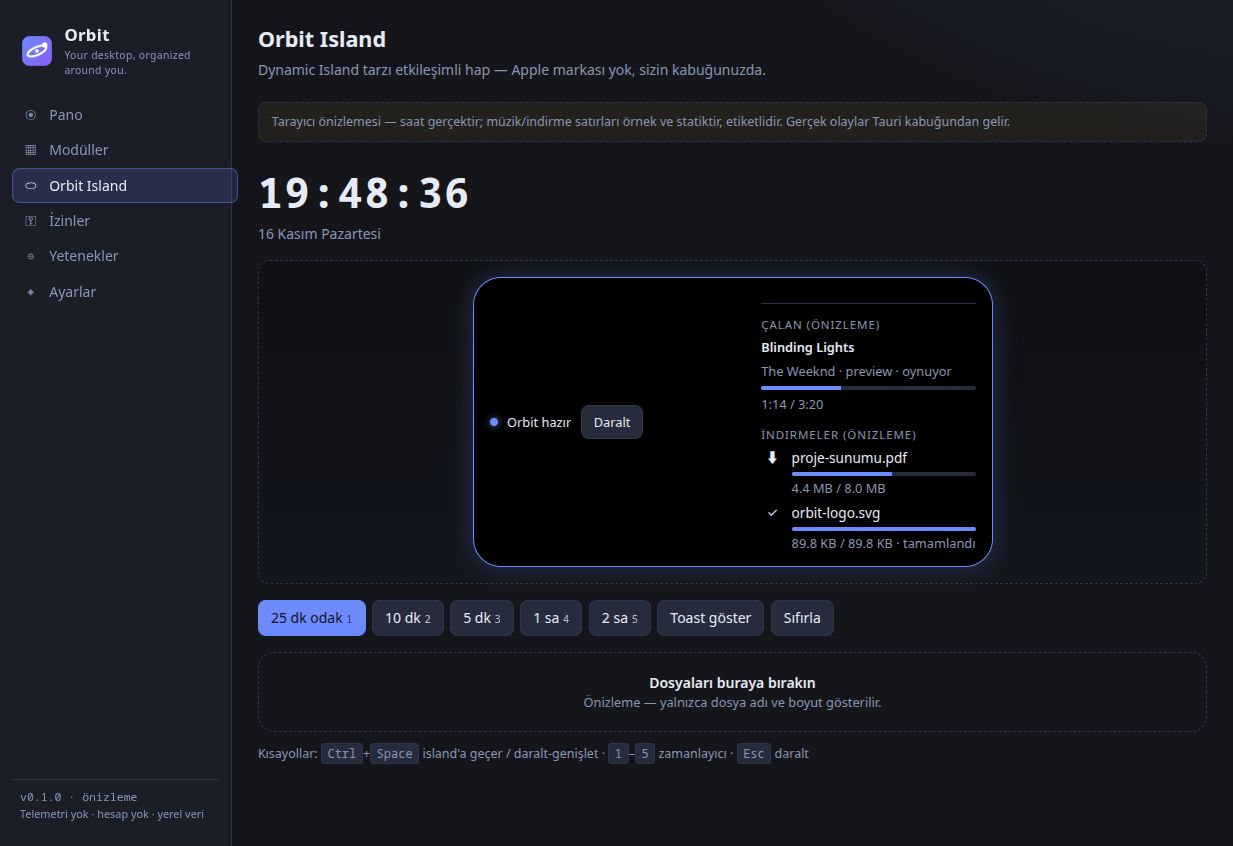 Orbit
Your desktop, organized
around you.
Pano
Modüller
Orbit Island
İzinler
Yetenekler
Ayarlar
v0.1.0 · önizleme
Telemetri yok · hesap yok · yerel veri
Orbit Island
Dynamic Island tarzı etkileşimli hap — Apple markası yok, sizin kabuğunuzda.
Tarayıcı önizlemesi — saat gerçektir; müzik/indirme satırları örnek ve statiktir, etiketlidir. Gerçek olaylar Tauri kabuğundan gelir.
19:48:36
16 Kasım Pazartesi
Orbit hazır
Daralt
ÇALAN (ÖNİZLEME)
Blinding Lights
The Weeknd · preview · oynuyor
1:14 / 3:20
İNDİRMELER (ÖNİZLEME)
proje-sunumu.pdf
4.4 MB / 8.0 MB
orbit-logo.svg
89.8 KB / 89.8 KB · tamamlandı
25 dk odak 1 10 dk 2 5 dk 3 1 sa 4 2 sa 5 Toast göster Sıfırla
Dosyaları buraya bırakın
Önizleme — yalnızca dosya adı ve boyut gösterilir.
Kısayollar: Ctrl+Space island'a geçer / daralt-genişlet · 1–5 zamanlayıcı · Esc daralt